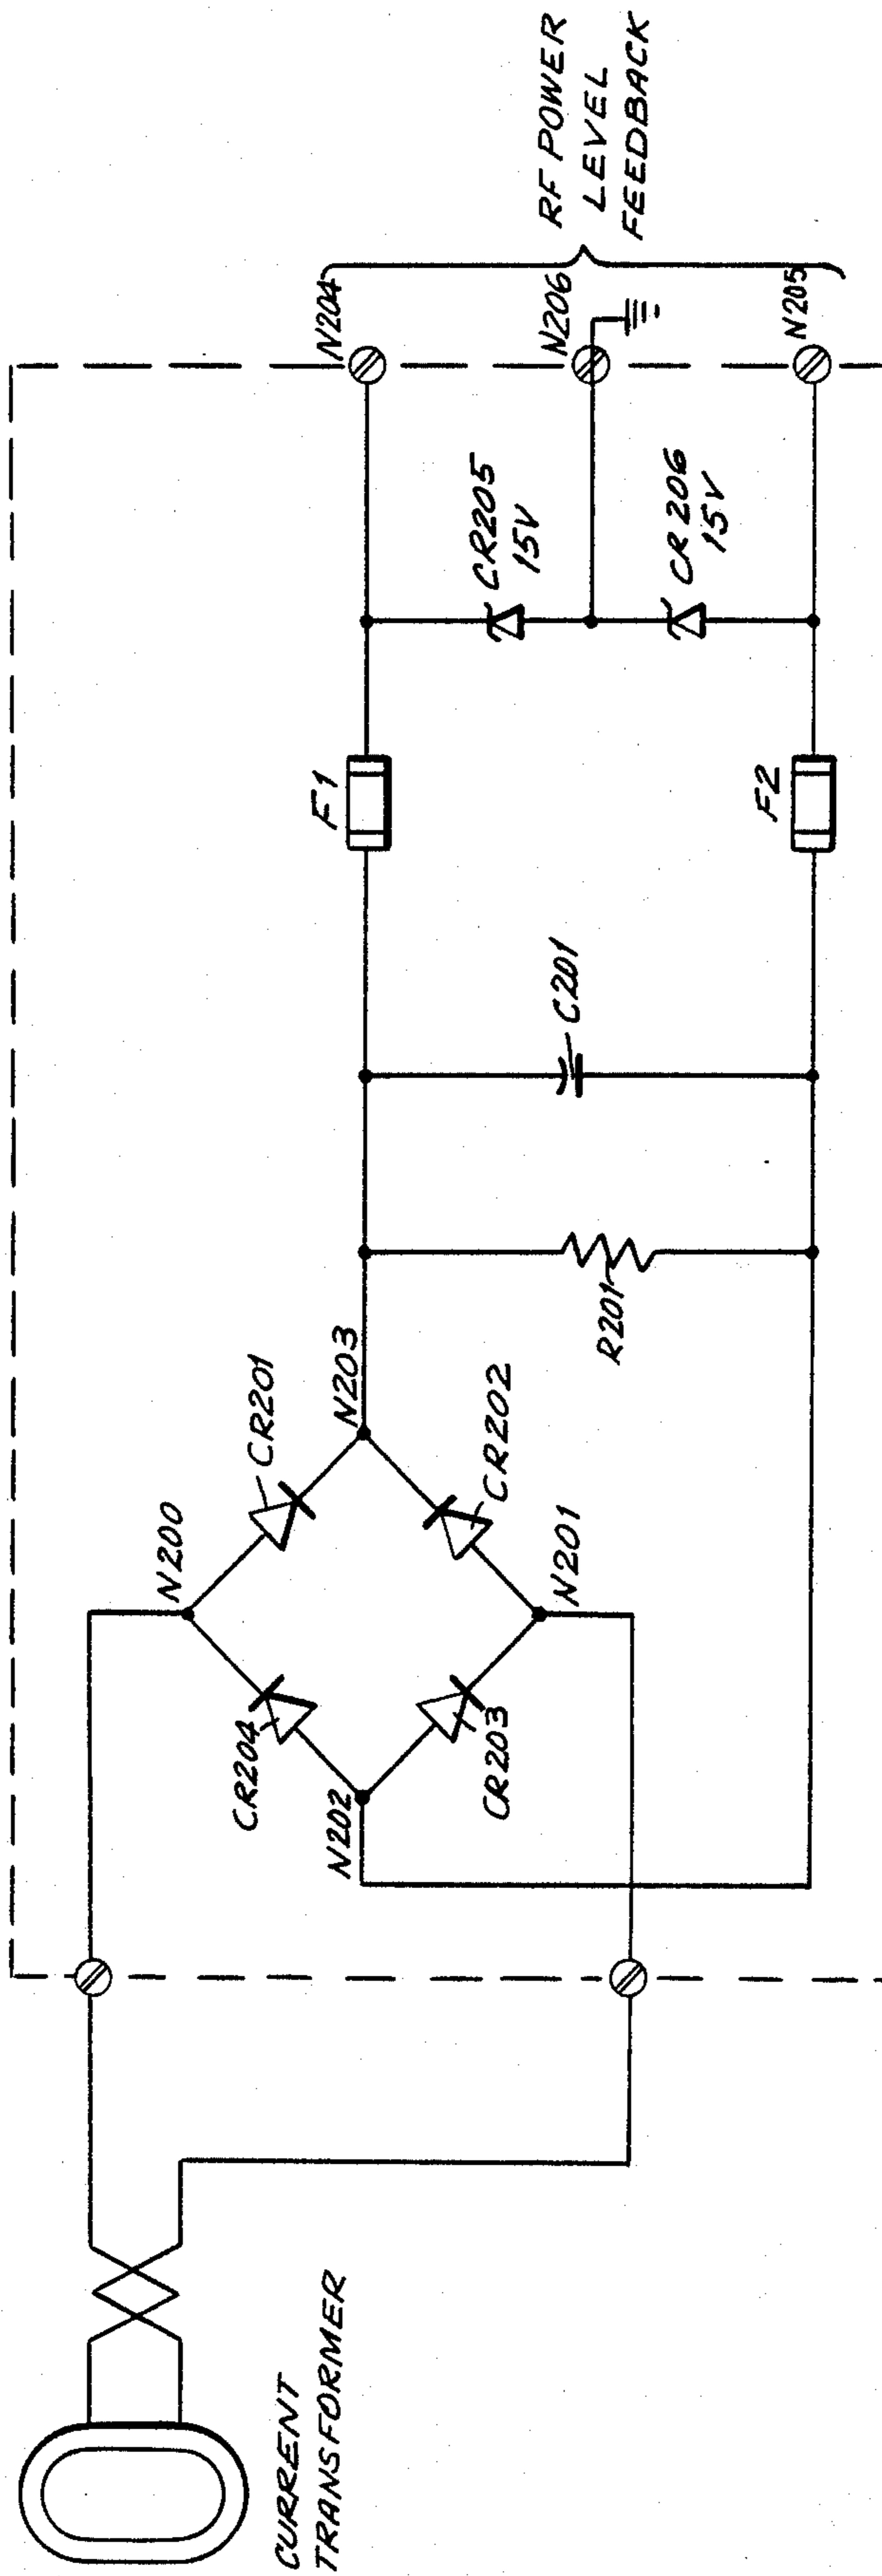 CURRENT
TRANSFORMER
N200
CR201
CR204
N203
N202
CR202
CR203
N201
R201
C201
F1
F2
CR205
15V
CR206
15V
N204
N206
N205
RF POWER
LEVEL
FEEDBACK